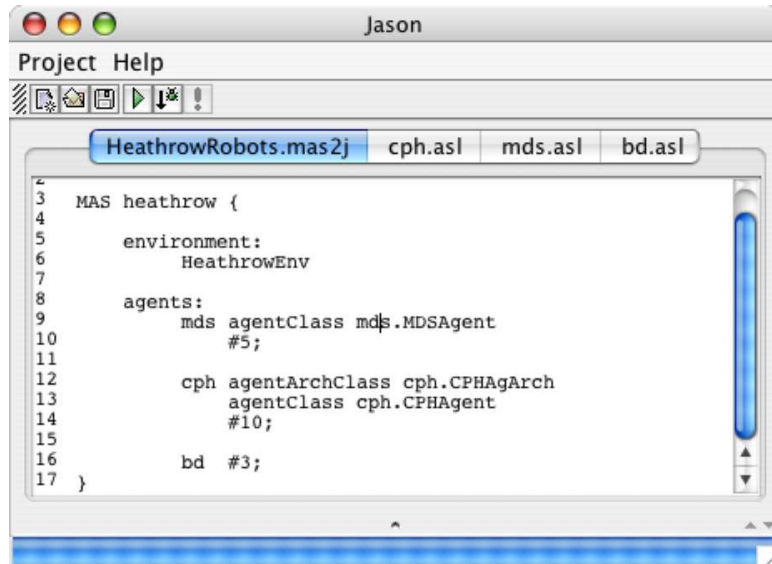 Jason
Project Help
HeathrowRobots.mas2j cph.asl mds.asl bd.asl
2
3 MAS heathrow {
4
5 environment:
6 HeathrowEnv
7
8 agents:
9 mds agentClass mds.MDSAgent
10 #5;
11
12 cph agentArchClass cph.CPHAgArch
13 agentClass cph.CPHAgent
14 #10;
15
16 bd #3;
17 }